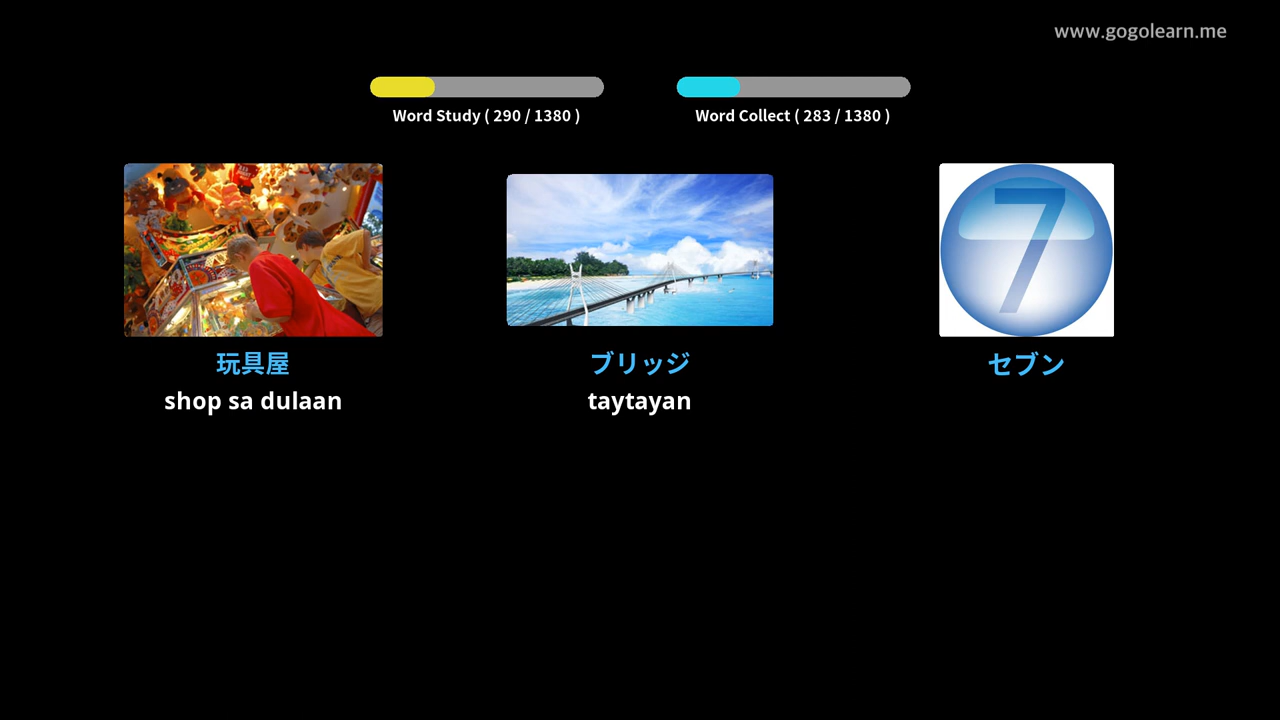 www.gogolearn.me
Word Study ( 290 / 1380 )
Word Collect ( 283 / 1380 )
7
玩具屋
ブリッジ
セブン
shop sa dulaan
taytayan